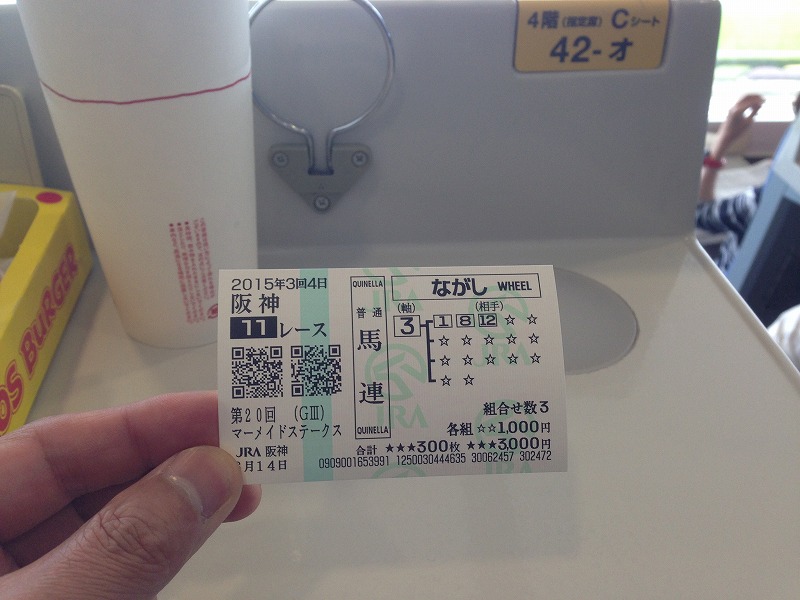 4階(指定席) Cシート
42-オ
OS BURGER
2015年3回4日
阪神
11レース
第20回 (GⅢ)
マーメイドステークス
JRA 阪神
月14日
QUINELLA
普通
馬連
QUINELLA
ながし WHEEL
(軸) (相手)
3 1 8 12 ☆ ☆
☆ ☆ ☆ ☆ ☆
☆ ☆ ☆ ☆ ☆
☆ ☆
組合せ数3
各組 ☆☆1,000円
合計 ★★★300枚 ★★★3,000円
0909001653991 1250030444635 30062457 302472
JRA
JRA
JRA
JRA